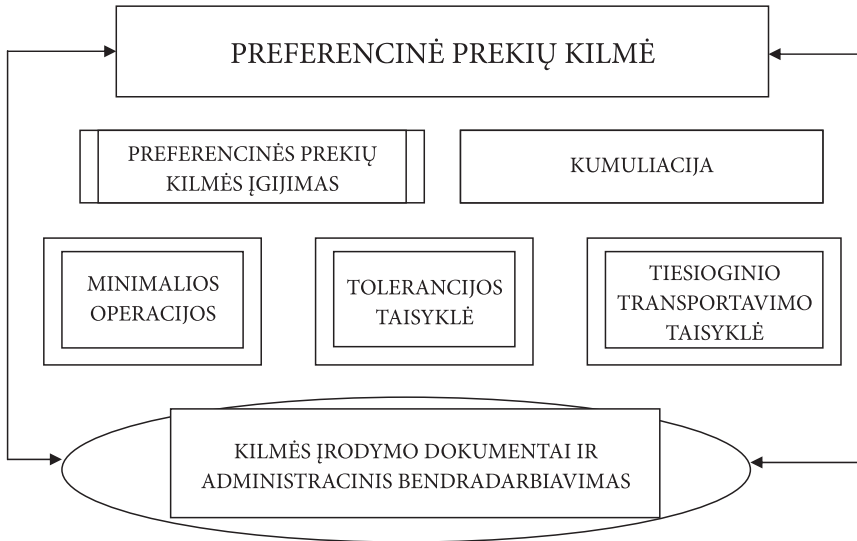 PREFERENCINĖ PREKIŲ KILMĖ
PREFERENCINĖS PREKIŲ
KILMĖS ĮGIJIMAS
KUMULIACIJA
MINIMALIOS
OPERACIJOS
TOLERANCIJOS
TAISYKLĖ
TIESIOGINIO
TRANSPORTAVIMO
TAISYKLĖ
KILMĖS ĮRODYMO DOKUMENTAI IR
ADMINISTRACINIS BENDRADARBIAVIMAS